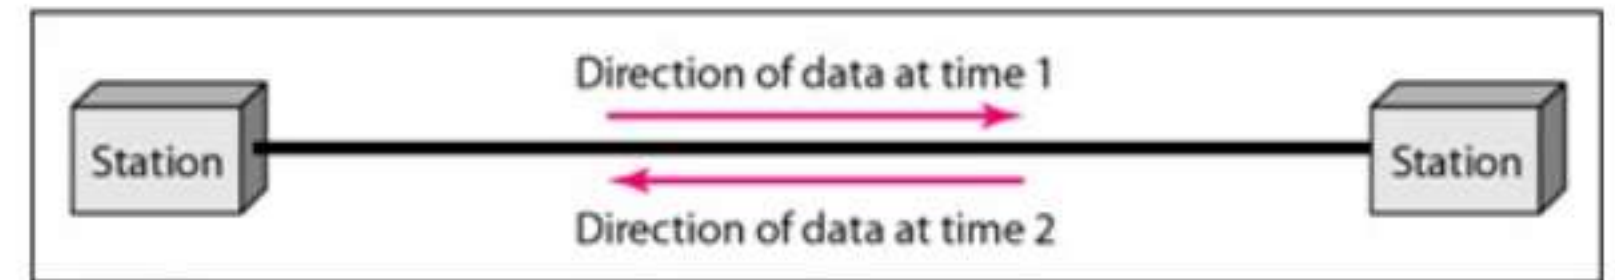 Direction of data at time 1
Station
Station
Direction of data at time 2